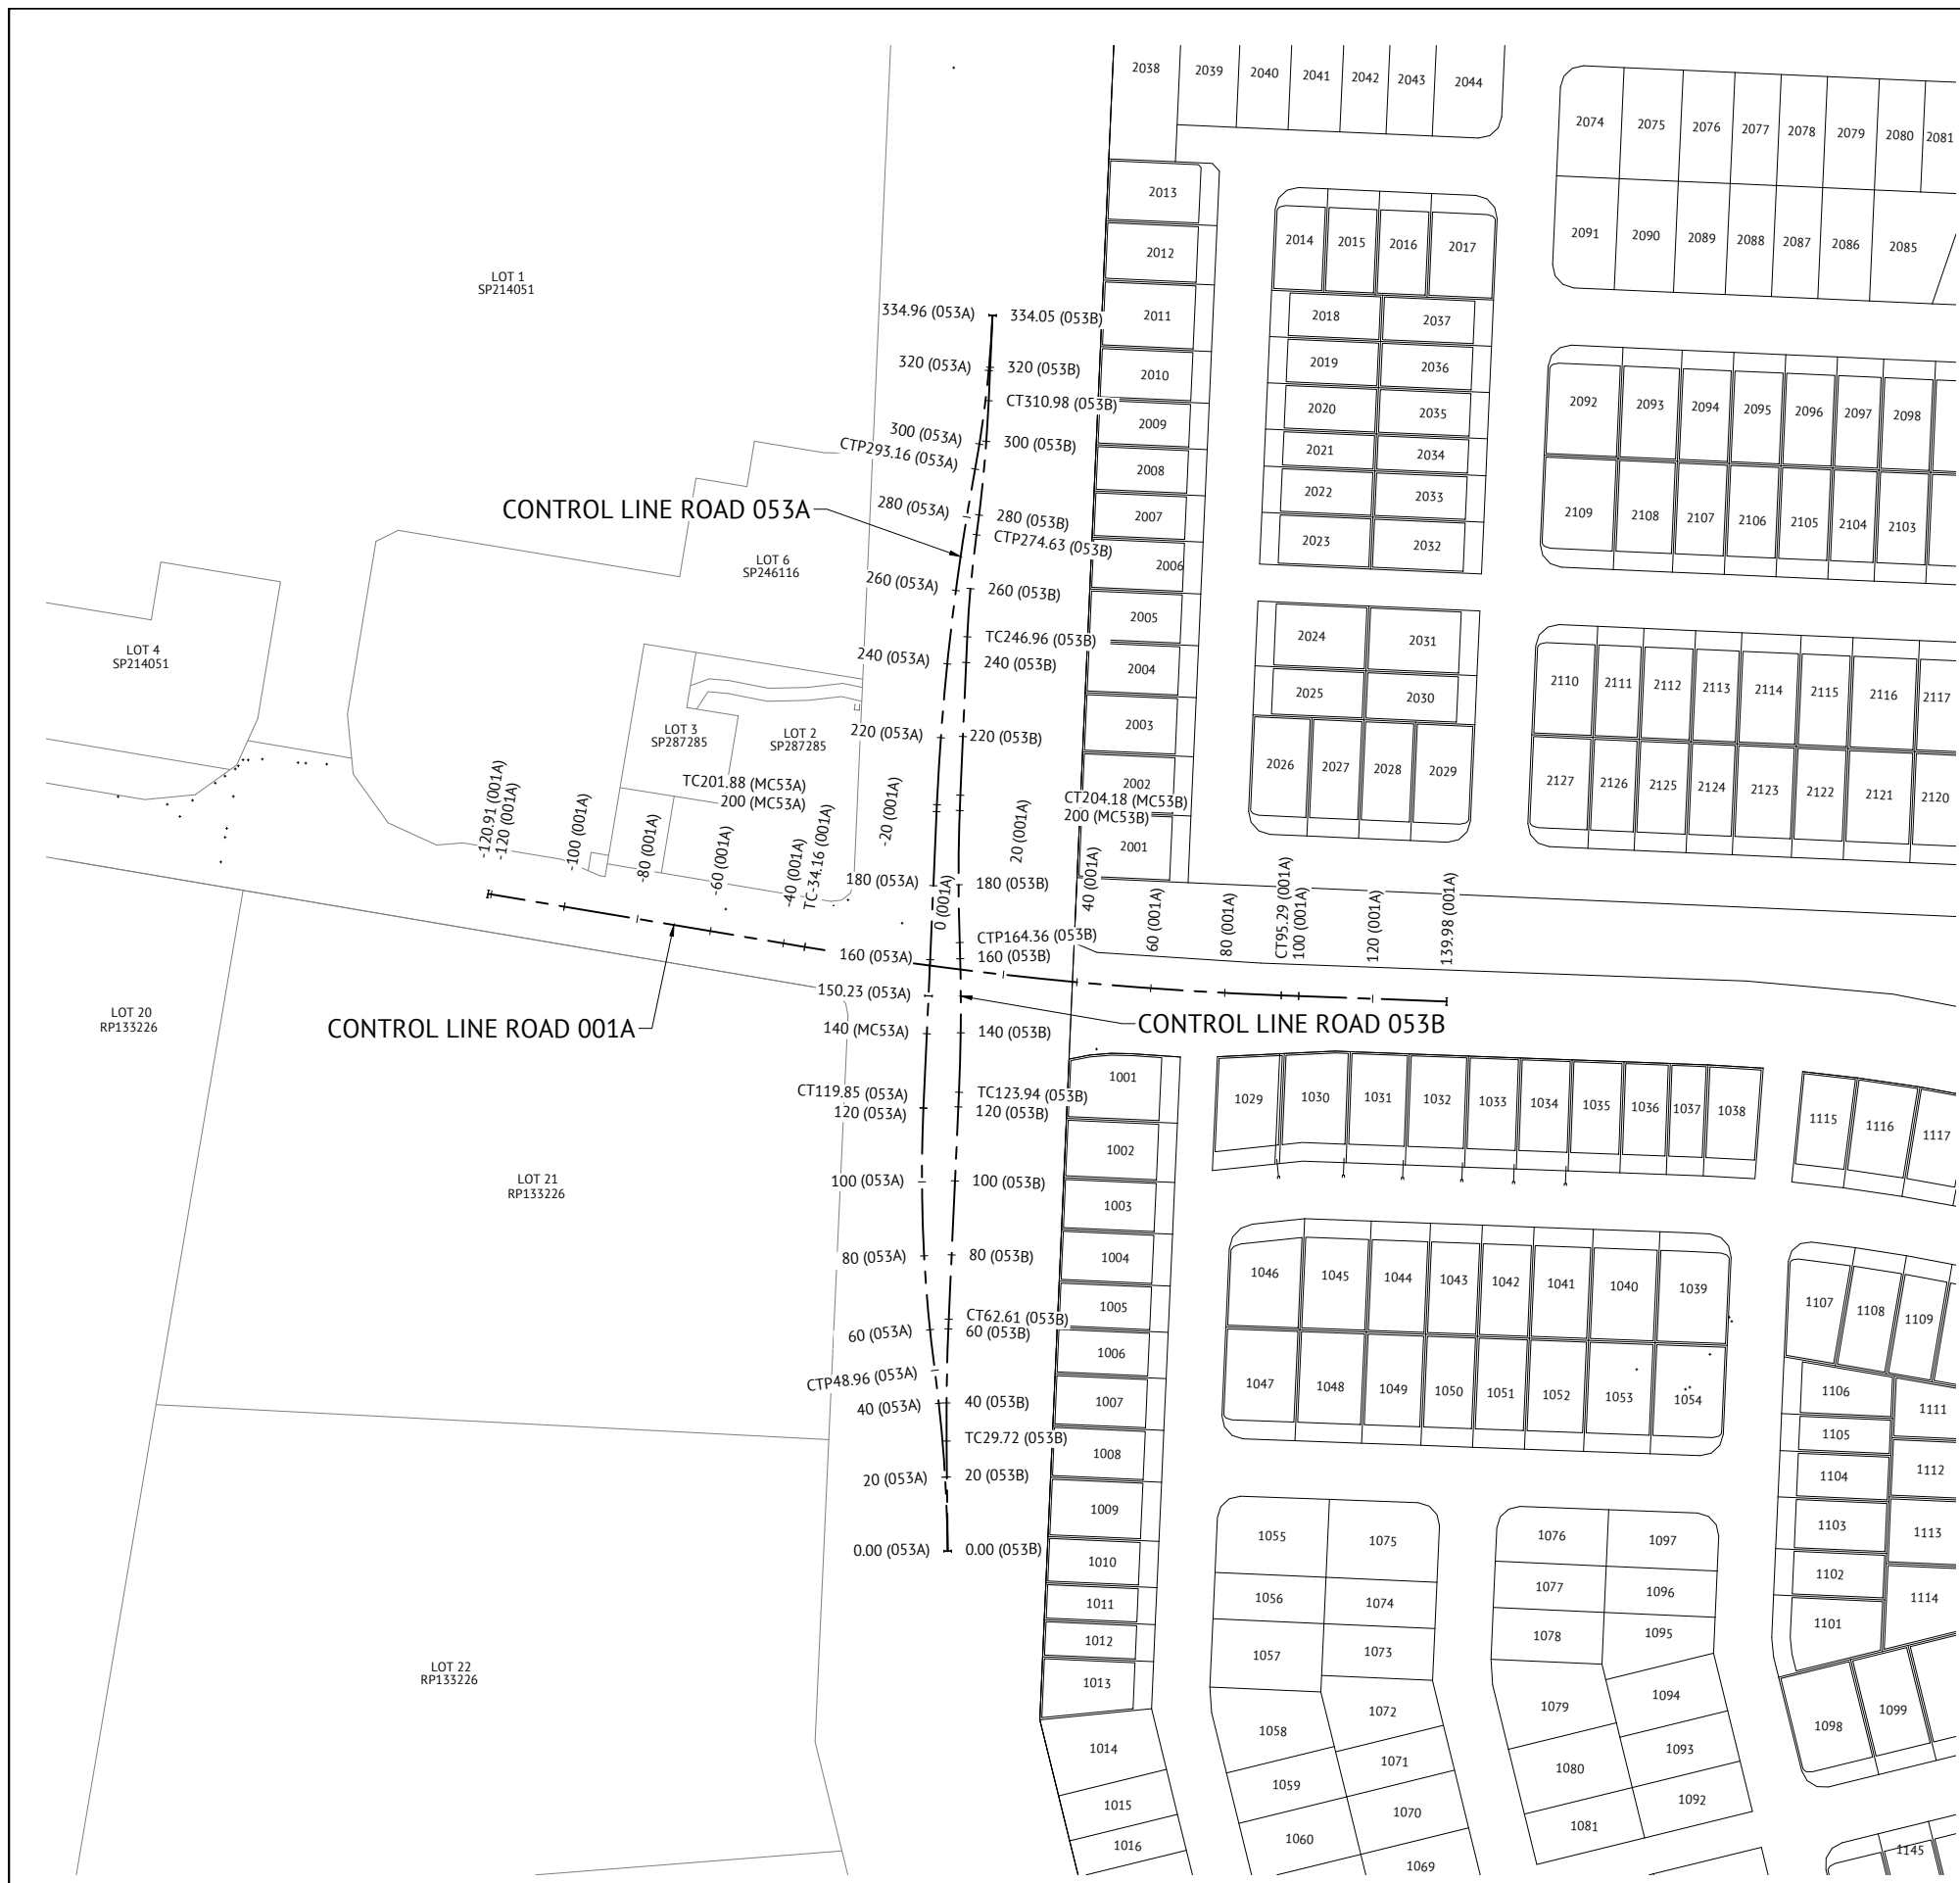 2038
2039
2040
2041
2042
2043
2044
2074
2075
2076
2077
2078
2079
2080
2081
2013
2012
2011
2010
2009
2008
2007
2006
2005
2004
2003
2002
2001
2014
2015
2016
2017
2018
2037
2019
2036
2020
2035
2021
2034
2022
2033
2023
2032
2024
2031
2025
2030
2026
2027
2028
2029
2091
2090
2089
2088
2087
2086
2085
2092
2093
2094
2095
2096
2097
2098
2109
2108
2107
2106
2105
2104
2103
2110
2111
2112
2113
2114
2115
2116
2117
2127
2126
2125
2124
2123
2122
2121
2120
LOT 1
SP214051
LOT 6
SP246116
LOT 4
SP214051
LOT 3
SP287285
LOT 2
SP287285
CONTROL LINE ROAD 053A
334.96 (053A)
334.05 (053B)
320 (053A)
320 (053B)
CT310.98 (053B)
300 (053A)
300 (053B)
CTP293.16 (053A)
280 (053A)
280 (053B)
CTP274.63 (053B)
260 (053A)
260 (053B)
TC246.96 (053B)
240 (053A)
240 (053B)
220 (053A)
220 (053B)
TC201.88 (MC53A)
200 (MC53A)
CT204.18 (MC53B)
200 (MC53B)
180 (053A)
180 (053B)
CTP164.36 (053B)
160 (053A)
160 (053B)
150.23 (053A)
140 (MC53A)
140 (053B)
CT119.85 (053A)
TC123.94 (053B)
120 (053A)
120 (053B)
100 (053A)
100 (053B)
80 (053A)
80 (053B)
CT62.61 (053B)
60 (053A)
60 (053B)
CTP48.96 (053A)
40 (053A)
40 (053B)
TC29.72 (053B)
20 (053A)
20 (053B)
0.00 (053A)
0.00 (053B)
-120.91 (001A)
-120 (001A)
-100 (001A)
-80 (001A)
-60 (001A)
-40 (001A)
TC-34.16 (001A)
-20 (001A)
0 (001A)
20 (001A)
40 (001A)
60 (001A)
80 (001A)
CT95.29 (001A)
100 (001A)
120 (001A)
139.98 (001A)
CONTROL LINE ROAD 001A
CONTROL LINE ROAD 053B
LOT 20
RP133226
LOT 21
RP133226
LOT 22
RP133226
1001
1002
1003
1004
1005
1006
1007
1008
1009
1010
1011
1012
1013
1014
1015
1016
1029
1030
1031
1032
1033
1034
1035
1036
1037
1038
1046
1045
1044
1043
1042
1041
1040
1039
1047
1048
1049
1050
1051
1052
1053
1054
1055
1075
1056
1074
1057
1073
1058
1072
1059
1071
1060
1070
1069
1076
1097
1077
1096
1078
1095
1079
1094
1080
1093
1081
1092
1115
1116
1117
1107
1108
1109
1106
1111
1105
1104
1112
1103
1113
1102
1114
1101
1098
1099
1145